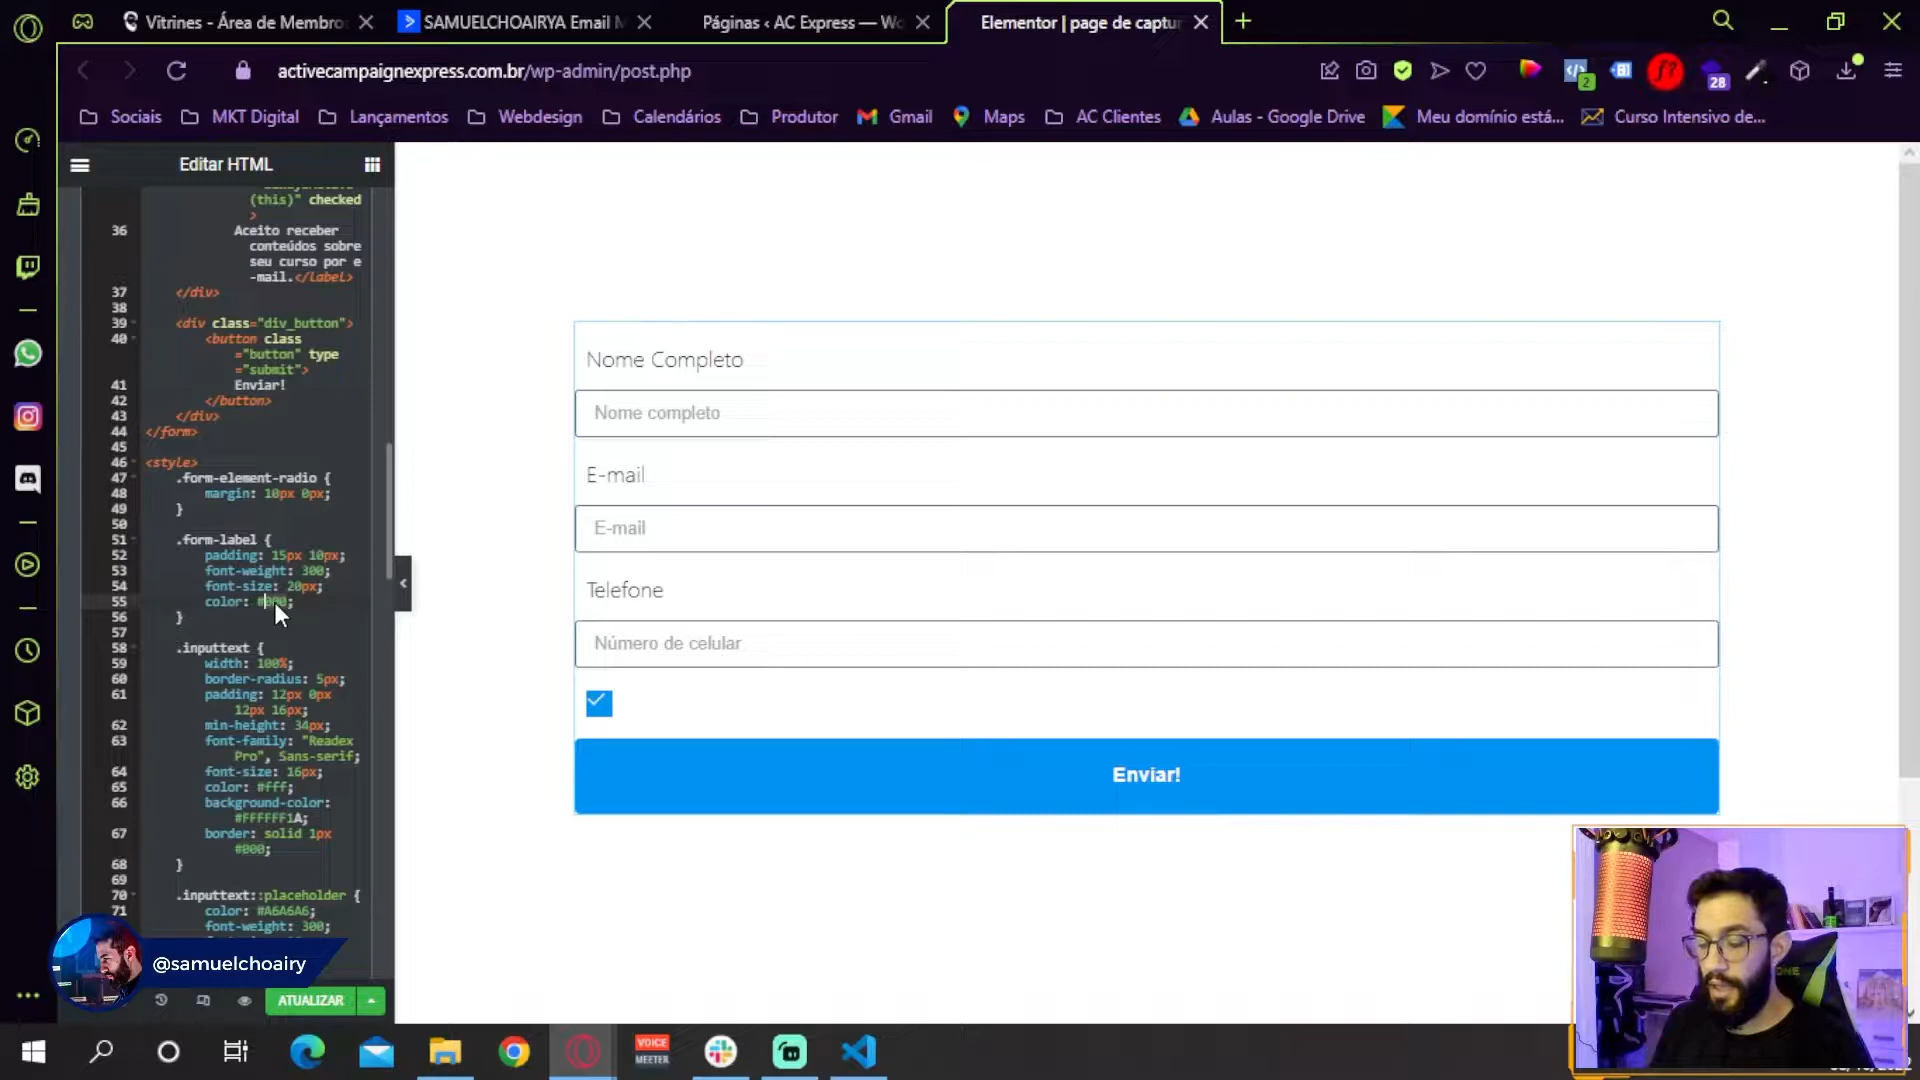 Vitrines - Área de Membro
SAMUELCHOAIRYA Email
Páginas ‹ AC Express — Wo
Elementor | page de captur
activecampaignexpress.com.br/wp-admin/post.php
2
28
Sociais
MKT Digital
Lançamentos
Webdesign
Calendários
Produtor
Gmail
Maps
AC Clientes
Aulas - Google Drive
Meu domínio está...
Curso Intensivo de...
Editar HTML
(this)" checked
>
36 Aceito receber
conteúdos sobre
seu curso por e
-mail.</label>
37 </div>
38
39 <div class="div_button">
40 <button class
="button" type
="submit">
41 Enviar!
42 </button>
43 </div>
44 </form>
45
46 <style>
47 .form-element-radio {
48 margin: 10px 0px;
49 }
50
51 .form-label {
52 padding: 15px 10px;
53 font-weight: 300;
54 font-size: 20px;
55 color: #000;
56 }
57
58 .inputtext {
59 width: 100%;
60 border-radius: 5px;
61 padding: 12px 0px
12px 16px;
62 min-height: 34px;
63 font-family: "Readex
Pro", Sans-serif;
64 font-size: 16px;
65 color: #fff;
66 background-color:
#FFFFFF1A;
67 border: solid 1px
#000;
68 }
69
70 .inputtext::placeholder {
71 color: #A6A6A6;
font-weight: 300;
Nome Completo
Nome completo
E-mail
E-mail
Telefone
Número de celular
Enviar!
@samuelchoairy
ATUALIZAR
VOICE
MEETER